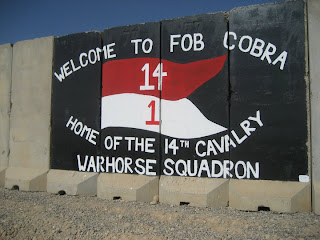 WELCOME TO FOB COBRA
14
1
HOME OF THE 14TH CAVALRY
WARHORSE SQUADRON